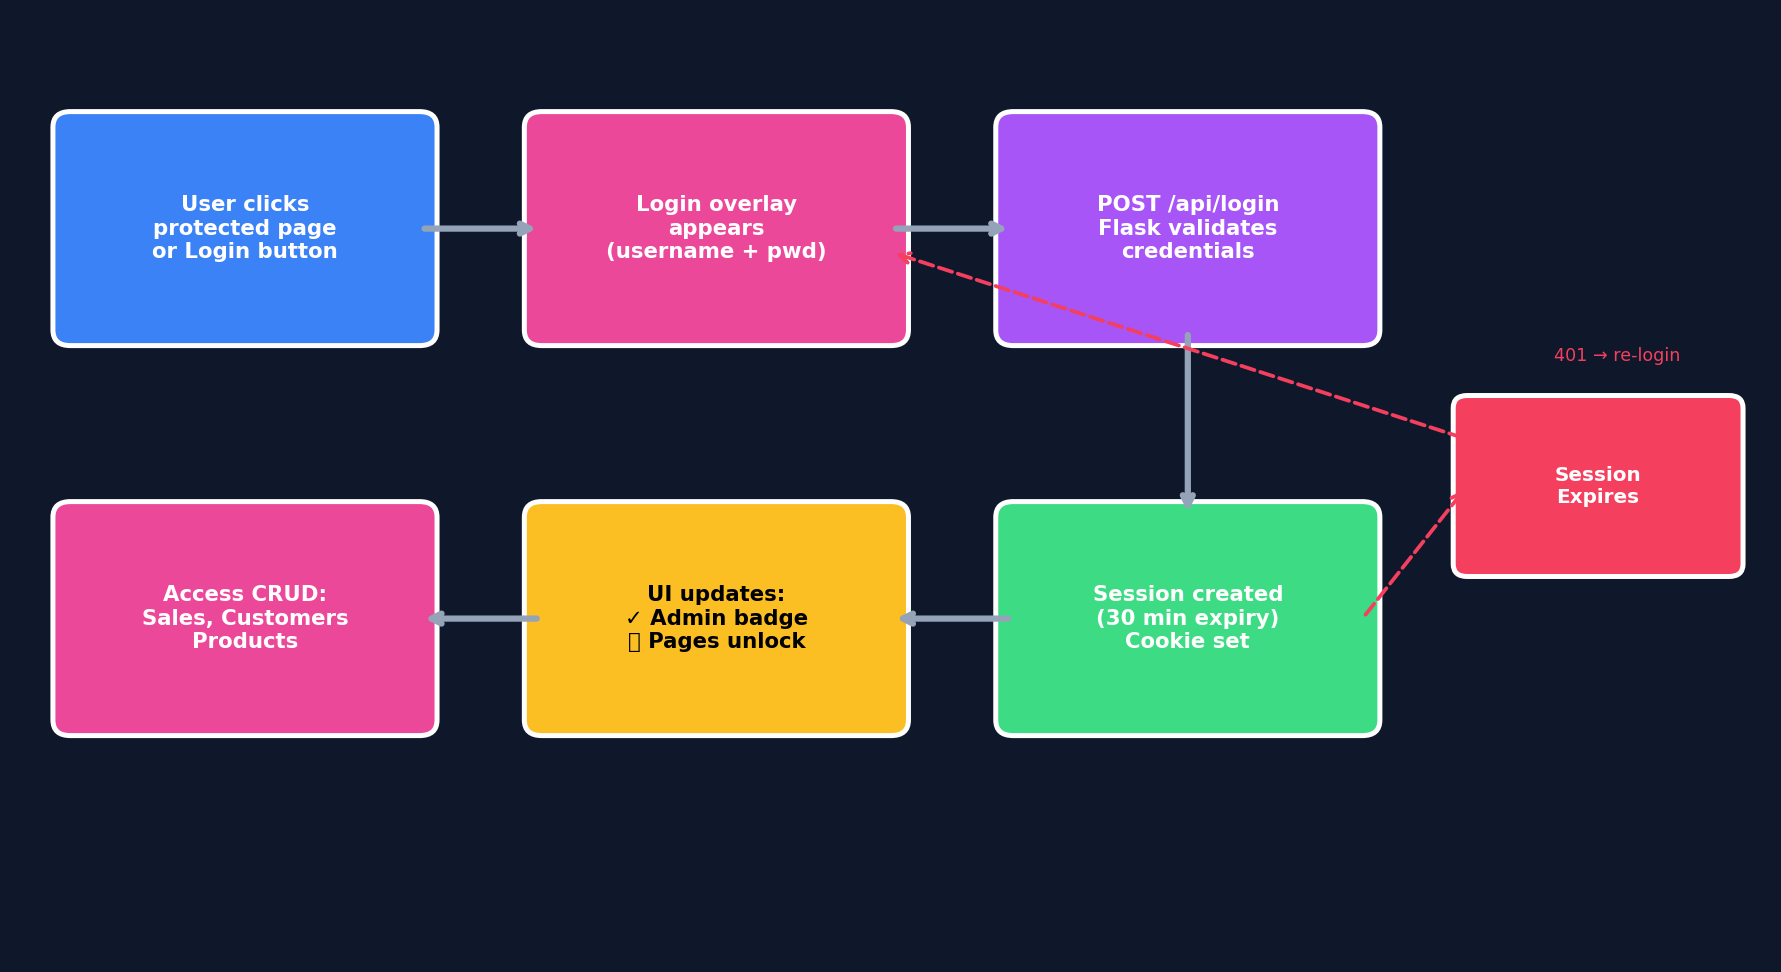 User clicks
protected page
or Login button
Login overlay
appears
(username + pwd)
POST /api/login
Flask validates
credentials
401 → re-login
Session
Expires
Access CRUD:
Sales, Customers
Products
UI updates:
✓ Admin badge
Pages unlock
Session created
(30 min expiry)
Cookie set